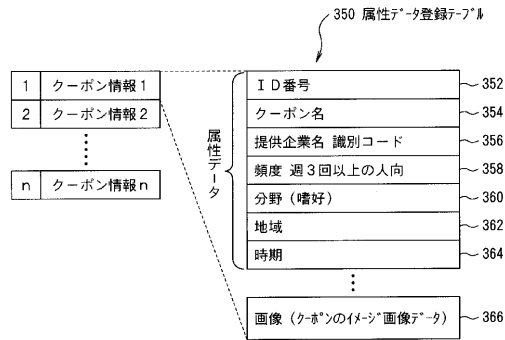 350 属性ﾃﾞｰﾀ登録ﾃｰﾌﾞﾙ
1 クーポン情報1
2 クーポン情報2
n クーポン情報n
属性データ
ID番号 352
クーポン名 354
提供企業名 識別コード 356
頻度 週3回以上の人向 358
分野(嗜好) 360
地域 362
時期 364
画像(ｸｰﾎﾟﾝのｲﾒｰｼﾞ画像ﾃﾞｰﾀ) 366